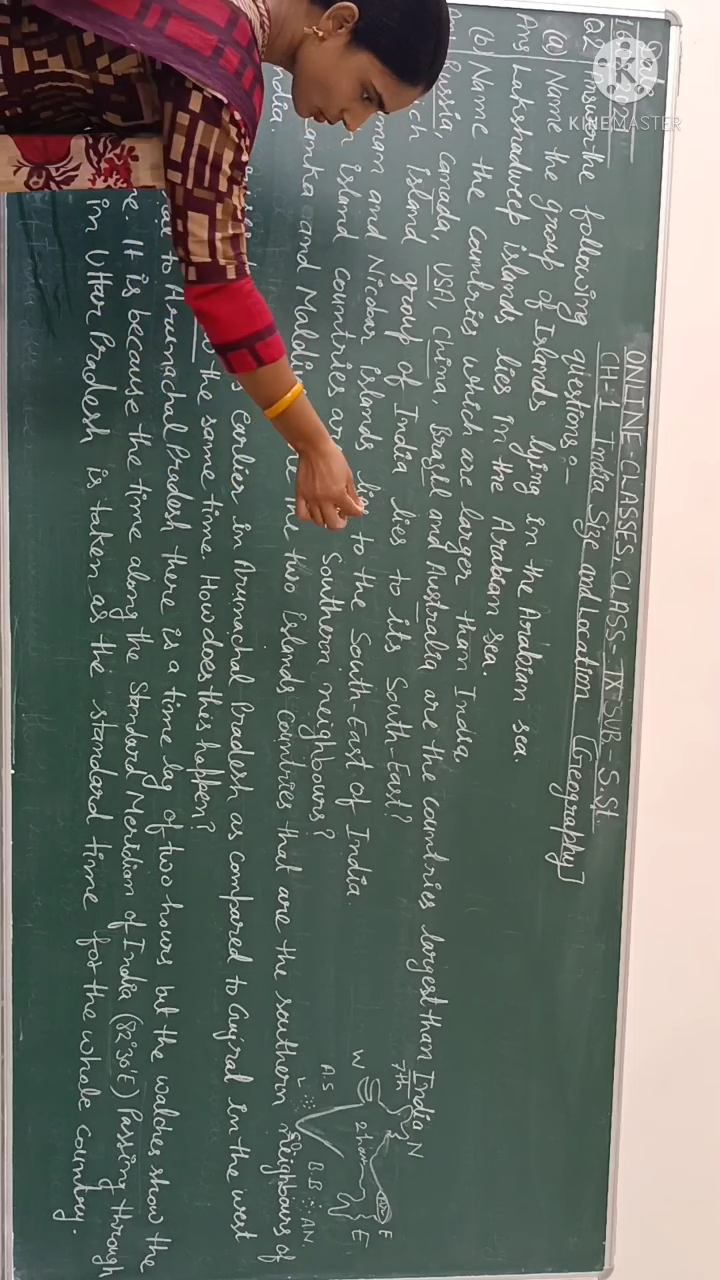 ONLINE CLASSES CLASS-IX SUB-S.St
CH-1 India Size and Location [Geography]
Q2 the following questions:-
(a) Name the group of Islands lying in the Arabian sea.
Ans Lakshadweep islands lies in the Arabian sea.
(b) Name the countries which are larger than India
Russia, Canada, USA, China Brazil and Australia are the countries largest than India
7th
island group of India lies to its South-East?
and Nicobar islands to the South-East of India.
island countries Southern neighbours?
and the two islands countries that are the southern neighbours of
India.
earlier in Arunachal Pradesh as compared to Gujrat in the west
the same time. How does this happen?
to Arunachal Pradesh there is a time lag of two hours but the watches show the
It is because the time along the Standard Meridian of India (82°30'E) Passing through
in Uttar Pradesh is taken as the standard time for the whole country.
N
W
E
E
2 hours
A.S
L
B.B
A.N.
K
KINEMASTER